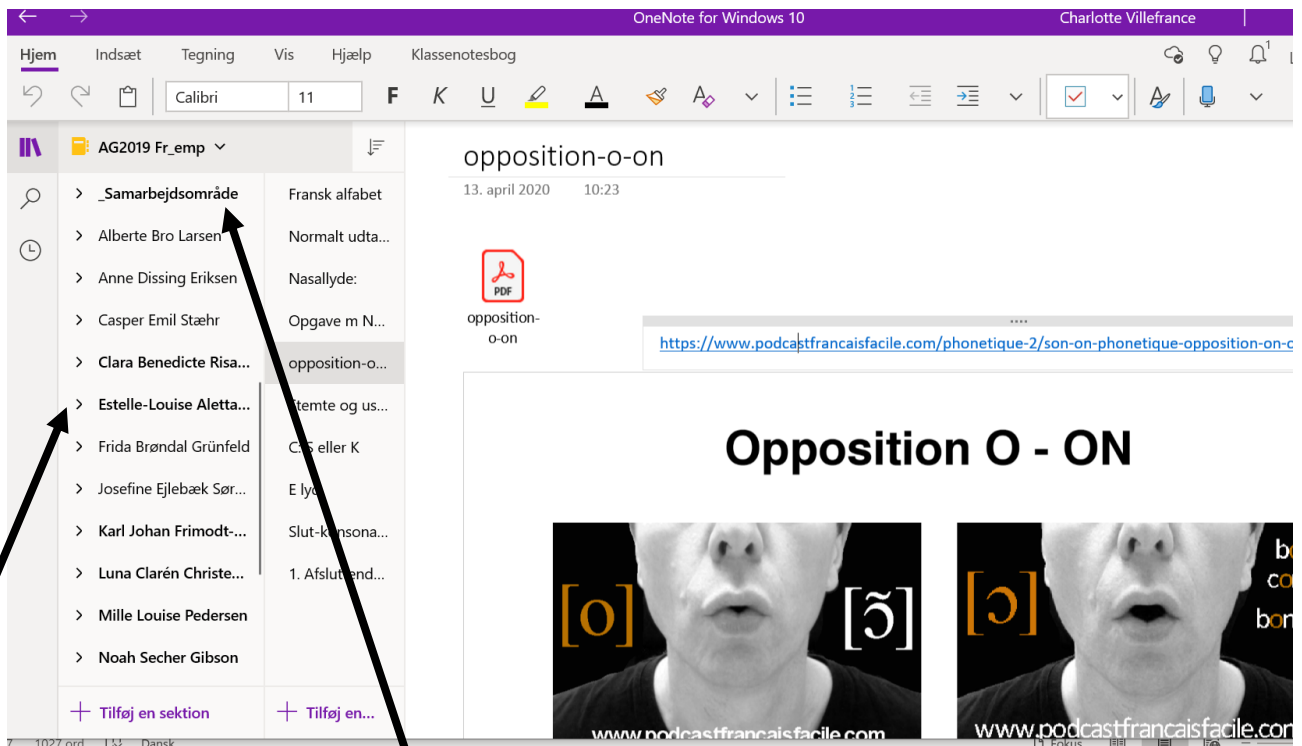 OneNote for Windows 10
Charlotte Villefrance
Hjem Indsæt Tegning Vis Hjælp Klassenotesbog
Calibri 11 F K U A
AG2019 Fr_emp
_Samarbejdsområde
Alberte Bro Larsen
Anne Dissing Eriksen
Casper Emil Stæhr
Clara Benedicte Risa...
Estelle-Louise Aletta...
Frida Brøndal Grünfeld
Josefine Ejlebæk Sør...
Karl Johan Frimodt-...
Luna Clarén Christe...
Mille Louise Pedersen
Noah Secher Gibson
Tilføj en sektion
Fransk alfabet
Normalt udta...
Nasallyde:
Opgave m N...
opposition-o...
og us...
eller K
E
1. Afslut
Tilføj en...
opposition-o-on
13. april 2020 10:23
PDF
opposition-
o-on
https://www.podcastfrancaisfacile.com/phonetique-2/son-on-phonetique-opposition-on-o
Opposition O - ON
[o] [ɔ̃]
www.podcastfrancaisfacile.com
[ɔ]
bon
www.podcastfrancaisfacile.com
1027 ord Dansk
Fokus